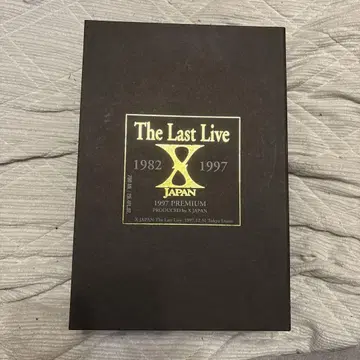 The Last Live
1982 X 1997
JAPAN
1997 PREMIUM
PRODUCED by X JAPAN
X JAPAN The Last Live 1997.12.31 Tokyo Dome